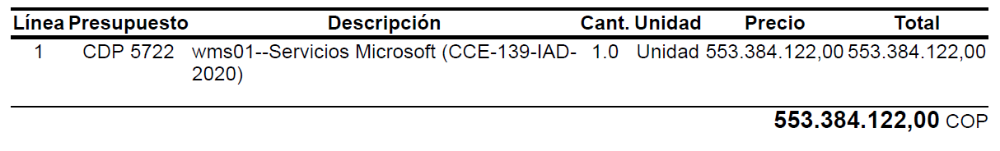 Línea Presupuesto Descripción Cant. Unidad Precio Total
1 CDP 5722 wms01--Servicios Microsoft (CCE-139-IAD- 1.0 Unidad 553.384.122,00 553.384.122,00
2020)
553.384.122,00 COP